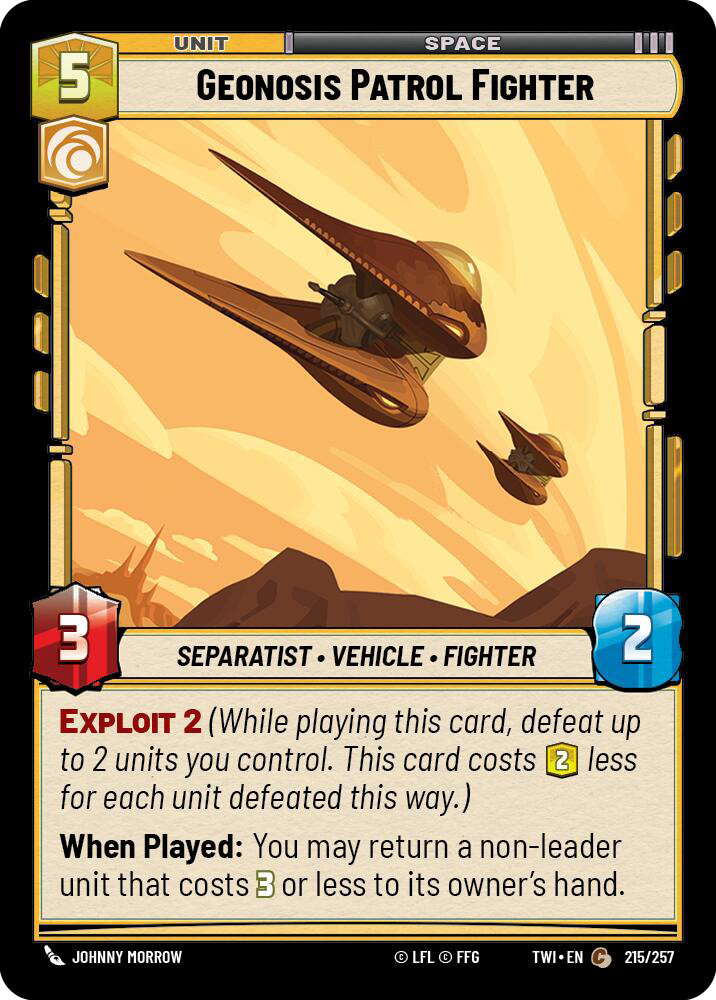 UNIT
SPACE
5
GEONOSIS PATROL FIGHTER
3
2
SEPARATIST • VEHICLE • FIGHTER
EXPLOIT 2 (While playing this card, defeat up
to 2 units you control. This card costs 2 less
for each unit defeated this way.)
When Played: You may return a non-leader
unit that costs 3 or less to its owner's hand.
JOHNNY MORROW
© LFL © FFG
TWI • EN
C
215/257